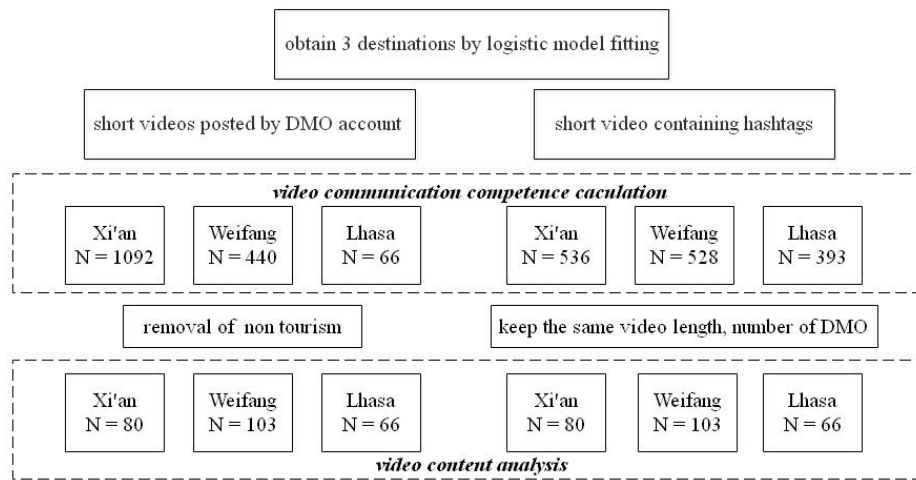 obtain 3 destinations by logistic model fitting
short videos posted by DMO account
short video containing hashtags
video communication competence caculation
Xi'an
N = 1092
Weifang
N = 440
Lhasa
N = 66
Xi'an
N = 536
Weifang
N = 528
Lhasa
N = 393
removal of non tourism
keep the same video length, number of DMO
Xi'an
N = 80
Weifang
N = 103
Lhasa
N = 66
Xi'an
N = 80
Weifang
N = 103
Lhasa
N = 66
video content analysis